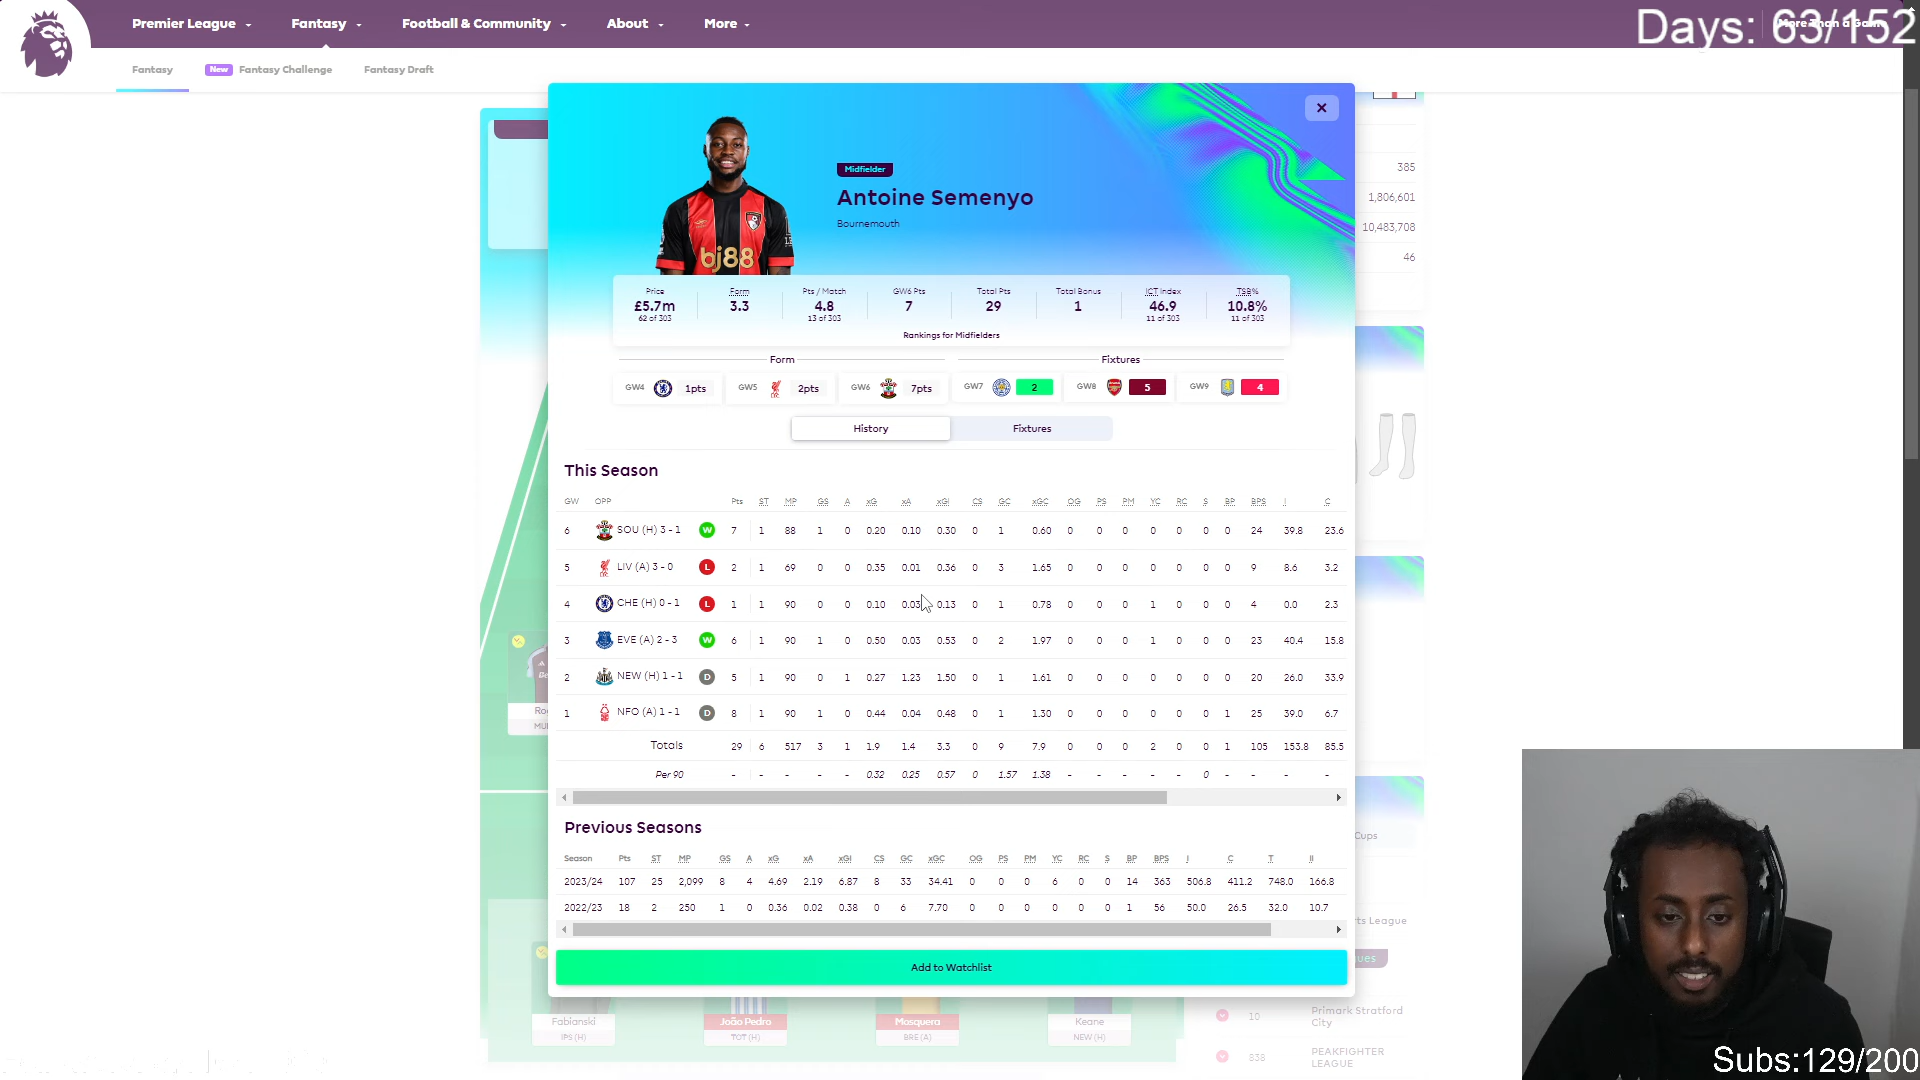 Premier League
Fantasy
Football & Community
About
More
Days: 63/152
Fantasy
New
Fantasy Challenge
Fantasy Draft
385
1,806,601
10,483,708
46
×
Midfielder
Antoine Semenyo
Bournemouth
bj88
Price
£5.7m
62 of 303
Form
3.3
Pts / Match
4.8
13 of 303
GW6 Pts
7
Total Pts
29
Total Bonus
1
ICT Index
46.9
11 of 303
TSB%
10.8%
11 of 303
Rankings for Midfielders
Form
Fixtures
GW4 1pts
GW5 2pts
GW6 7pts
GW7 2
GW8 5
GW9 4
History
Fixtures
This Season
GW OPP Pts ST MP GS A xG xA xGI CS GC xGC OG PS PM YC RC S BP BPS I C
6 SOU (H) 3 - 1 W 7 1 88 1 0 0.20 0.10 0.30 0 1 0.60 0 0 0 0 0 0 0 24 39.8 23.6
5 LIV (A) 3 - 0 L 2 1 69 0 0 0.35 0.01 0.36 0 3 1.65 0 0 0 0 0 0 0 9 8.6 3.2
4 CHE (H) 0 - 1 L 1 1 90 0 0 0.10 0.03 0.13 0 1 0.78 0 0 0 1 0 0 0 4 0.0 2.3
3 EVE (A) 2 - 3 W 6 1 90 1 0 0.50 0.03 0.53 0 2 1.97 0 0 0 1 0 0 0 23 40.4 15.8
2 NEW (H) 1 - 1 D 5 1 90 0 1 0.27 1.23 1.50 0 1 1.61 0 0 0 0 0 0 0 20 26.0 33.9
1 NFO (A) 1 - 1 D 8 1 90 1 0 0.44 0.04 0.48 0 1 1.30 0 0 0 0 0 0 1 25 39.0 6.7
Totals 29 6 517 3 1 1.9 1.4 3.3 0 9 7.9 0 0 0 2 0 0 1 105 153.8 85.5
Per 90 - - - - - 0.32 0.25 0.57 0 1.57 1.38 - - - - - 0 - - - -
Previous Seasons
Season Pts ST MP GS A xG xA xGI CS GC xGC OG PS PM YC RC S BP BPS I C T II
2023/24 107 25 2,099 8 4 4.69 2.19 6.87 8 33 34.41 0 0 0 6 0 0 14 363 506.8 411.2 748.0 166.8
2022/23 18 2 250 1 0 0.36 0.02 0.38 0 6 7.70 0 0 0 0 0 0 1 56 50.0 26.5 32.0 10.7
Add to Watchlist
Cups
Fabianski
IPS (H)
João Pedro
TOT (H)
Mosquera
BRE (A)
Keane
NEW (H)
10
Primark Stratford
City
838
PEAKFIGHTER
LEAGUE
Subs:129/200